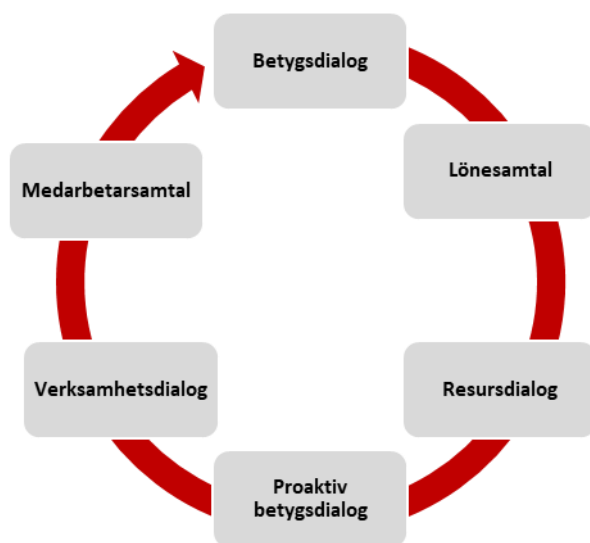 Betygsdialog
Lönesamtal
Resursdialog
Proaktiv
betygsdialog
Verksamhetsdialog
Medarbetarsamtal